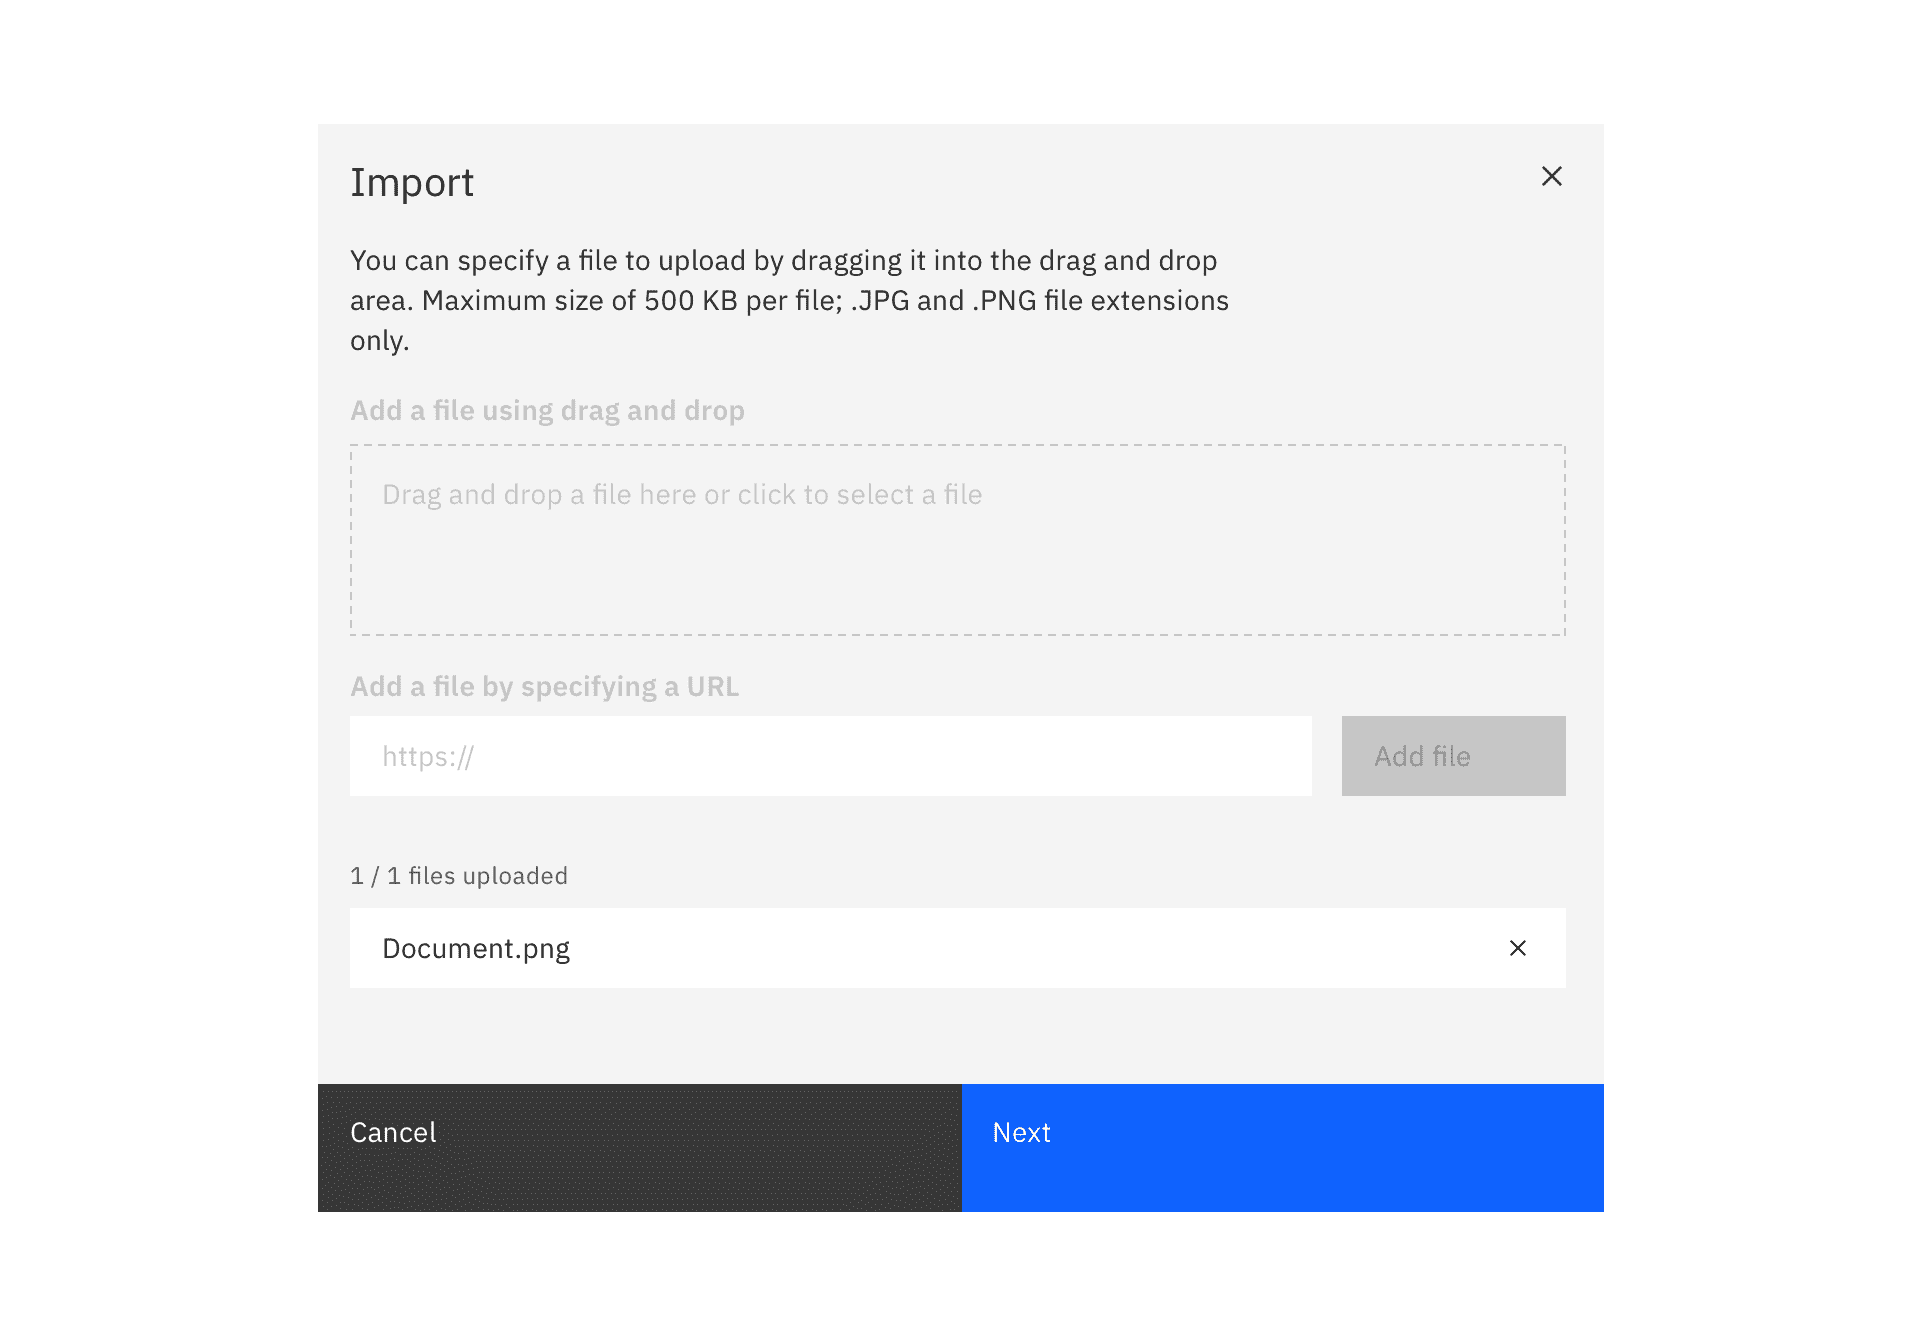 Import
You can specify a file to upload by dragging it into the drag and drop
area. Maximum size of 500 KB per file; .JPG and .PNG file extensions
only.
Add a file using drag and drop
Drag and drop a file here or click to select a file
Add a file by specifying a URL
https://
Add file
1 / 1 files uploaded
Document.png
Cancel
Next